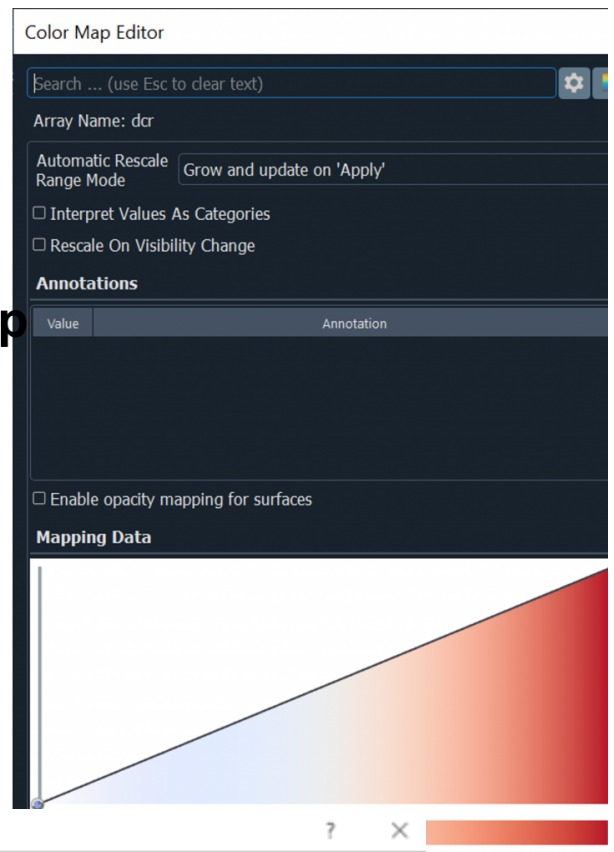 Color Map Editor
Search ... (use Esc to clear text)
Array Name: dcr
Automatic Rescale
Range Mode
Grow and update on 'Apply'
Interpret Values As Categories
Rescale On Visibility Change
Annotations
p
Value Annotation
Enable opacity mapping for surfaces
Mapping Data
?